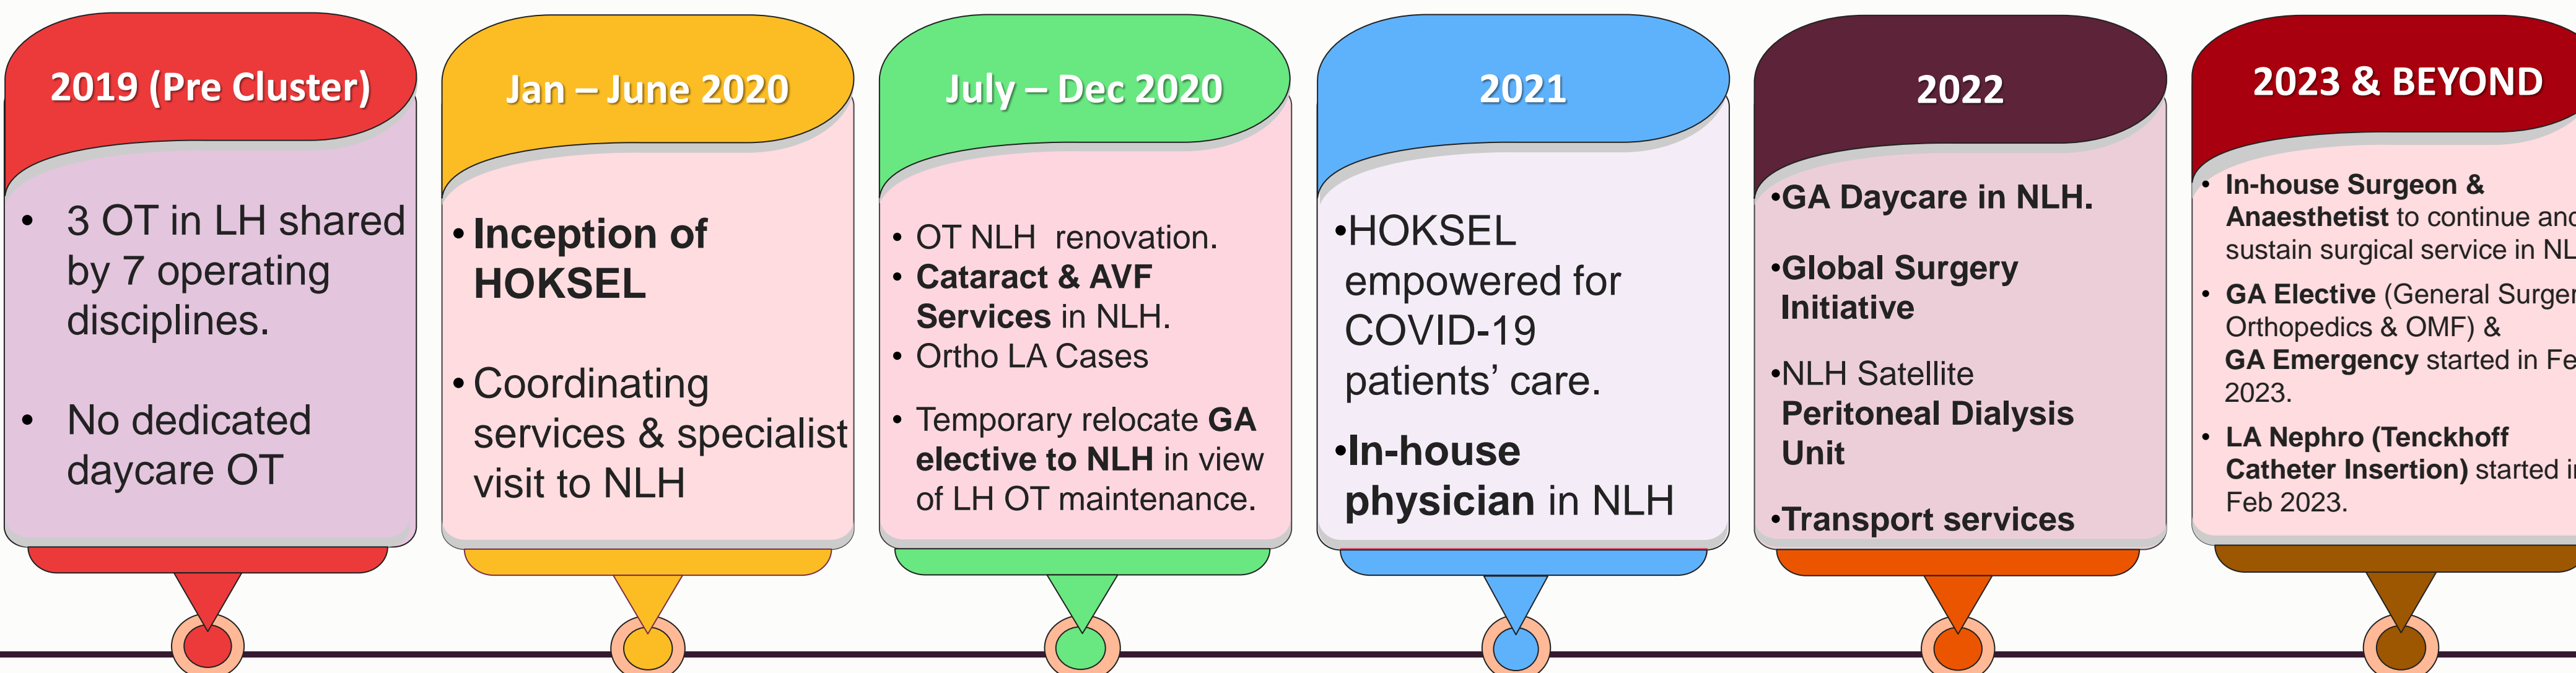 2019 (Pre Cluster)
• 3 OT in LH shared
by 7 operating
disciplines.
• No dedicated
daycare OT
Jan – June 2020
• Inception of
HOKSEL
• Coordinating
services & specialist
visit to NLH
July – Dec 2020
• OT NLH renovation.
• Cataract & AVF
Services in NLH.
• Ortho LA Cases
• Temporary relocate GA
elective to NLH in view
of LH OT maintenance.
2021
•HOKSEL
empowered for
COVID-19
patients’ care.
•In-house
physician in NLH
2022
•GA Daycare in NLH.
•Global Surgery
Initiative
•NLH Satellite
Peritoneal Dialysis
Unit
•Transport services
2023 & BEYOND
• In-house Surgeon &
Anaesthetist to continue and
sustain surgical service in
• GA Elective (General
Orthopedics & OMF) &
GA Emergency started in
2023.
• LA Nephro (Tenckhoff
Catheter Insertion) started
Feb 2023.